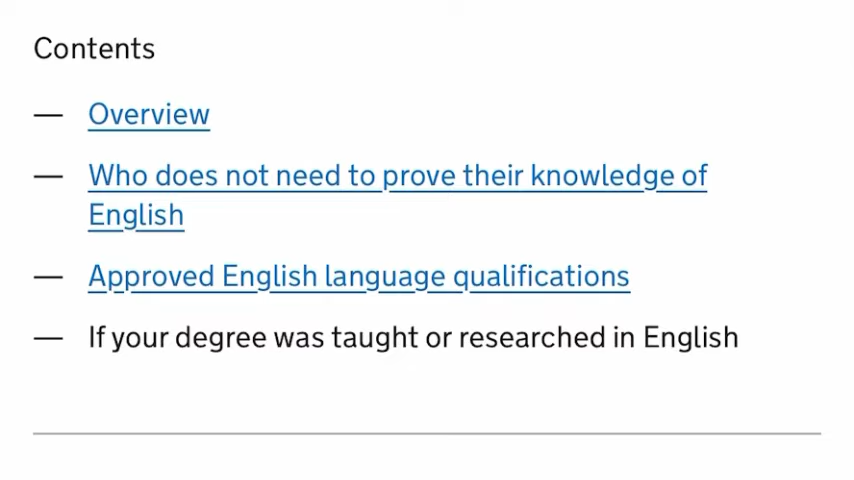 Contents
— Overview
— Who does not need to prove their knowledge of
English
— Approved English language qualifications
— If your degree was taught or researched in English